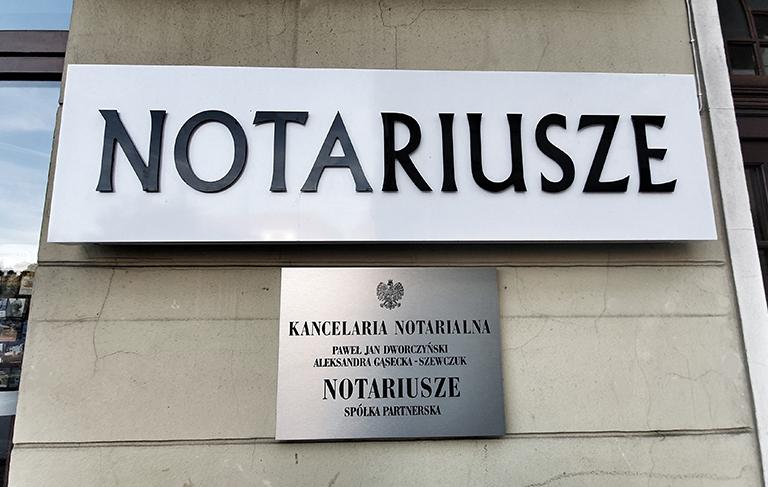 NOTARIUSZE
KANCELARIA NOTARIALNA
PAWEŁ JAN DWORCZYŃSKI
ALEKSANDRA GĄSECKA - SZEWCZUK
NOTARIUSZE
SPÓŁKA PARTNERSKA